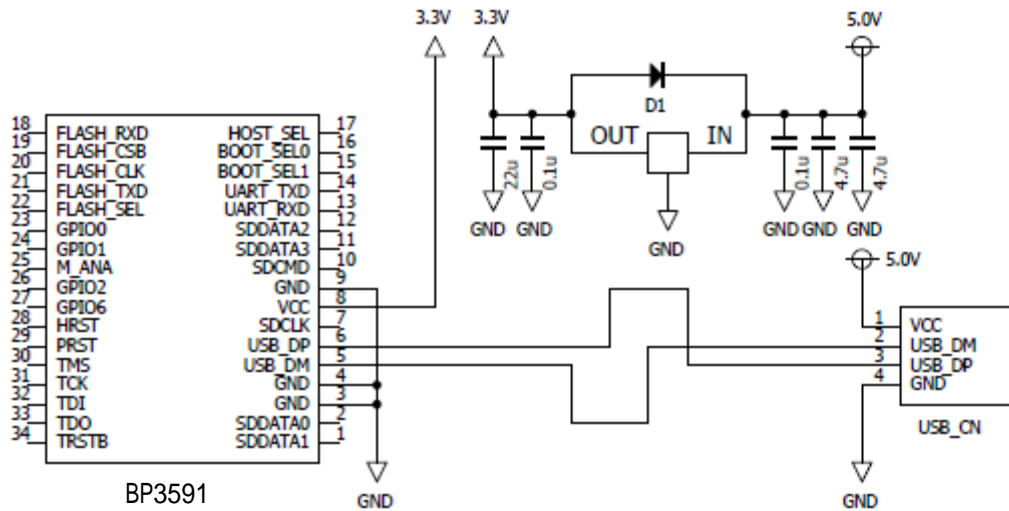 3.3V 3.3V 5.0V
D1
OUT IN
22u 0.1u 0.1u 4.7u 4.7u
GND GND GND GND GND
GND
18 FLASH_RXD HOST_SEL 17
19 FLASH_CSB BOOT_SEL0 16
20 FLASH_CLK BOOT_SEL1 15
21 FLASH_TXD UART_TXD 14
22 FLASH_SEL UART_RXD 13
23 GPIO0 SDDATA2 12
24 GPIO1 SDDATA3 11
25 M_ANA SDCMD 10
26 GPIO2 GND 9
27 GPIO6 VCC 8
28 HRST SDCLK 7
29 PRST USB_DP 6
30 TMS USB_DM 5
31 TCK GND 4
32 TDI GND 3
33 TDO SDDATA0 2
34 TRSTB SDDATA1 1
BP3591
GND
5.0V
1 VCC
2 USB_DM
3 USB_DP
4 GND
USB_CN
GND